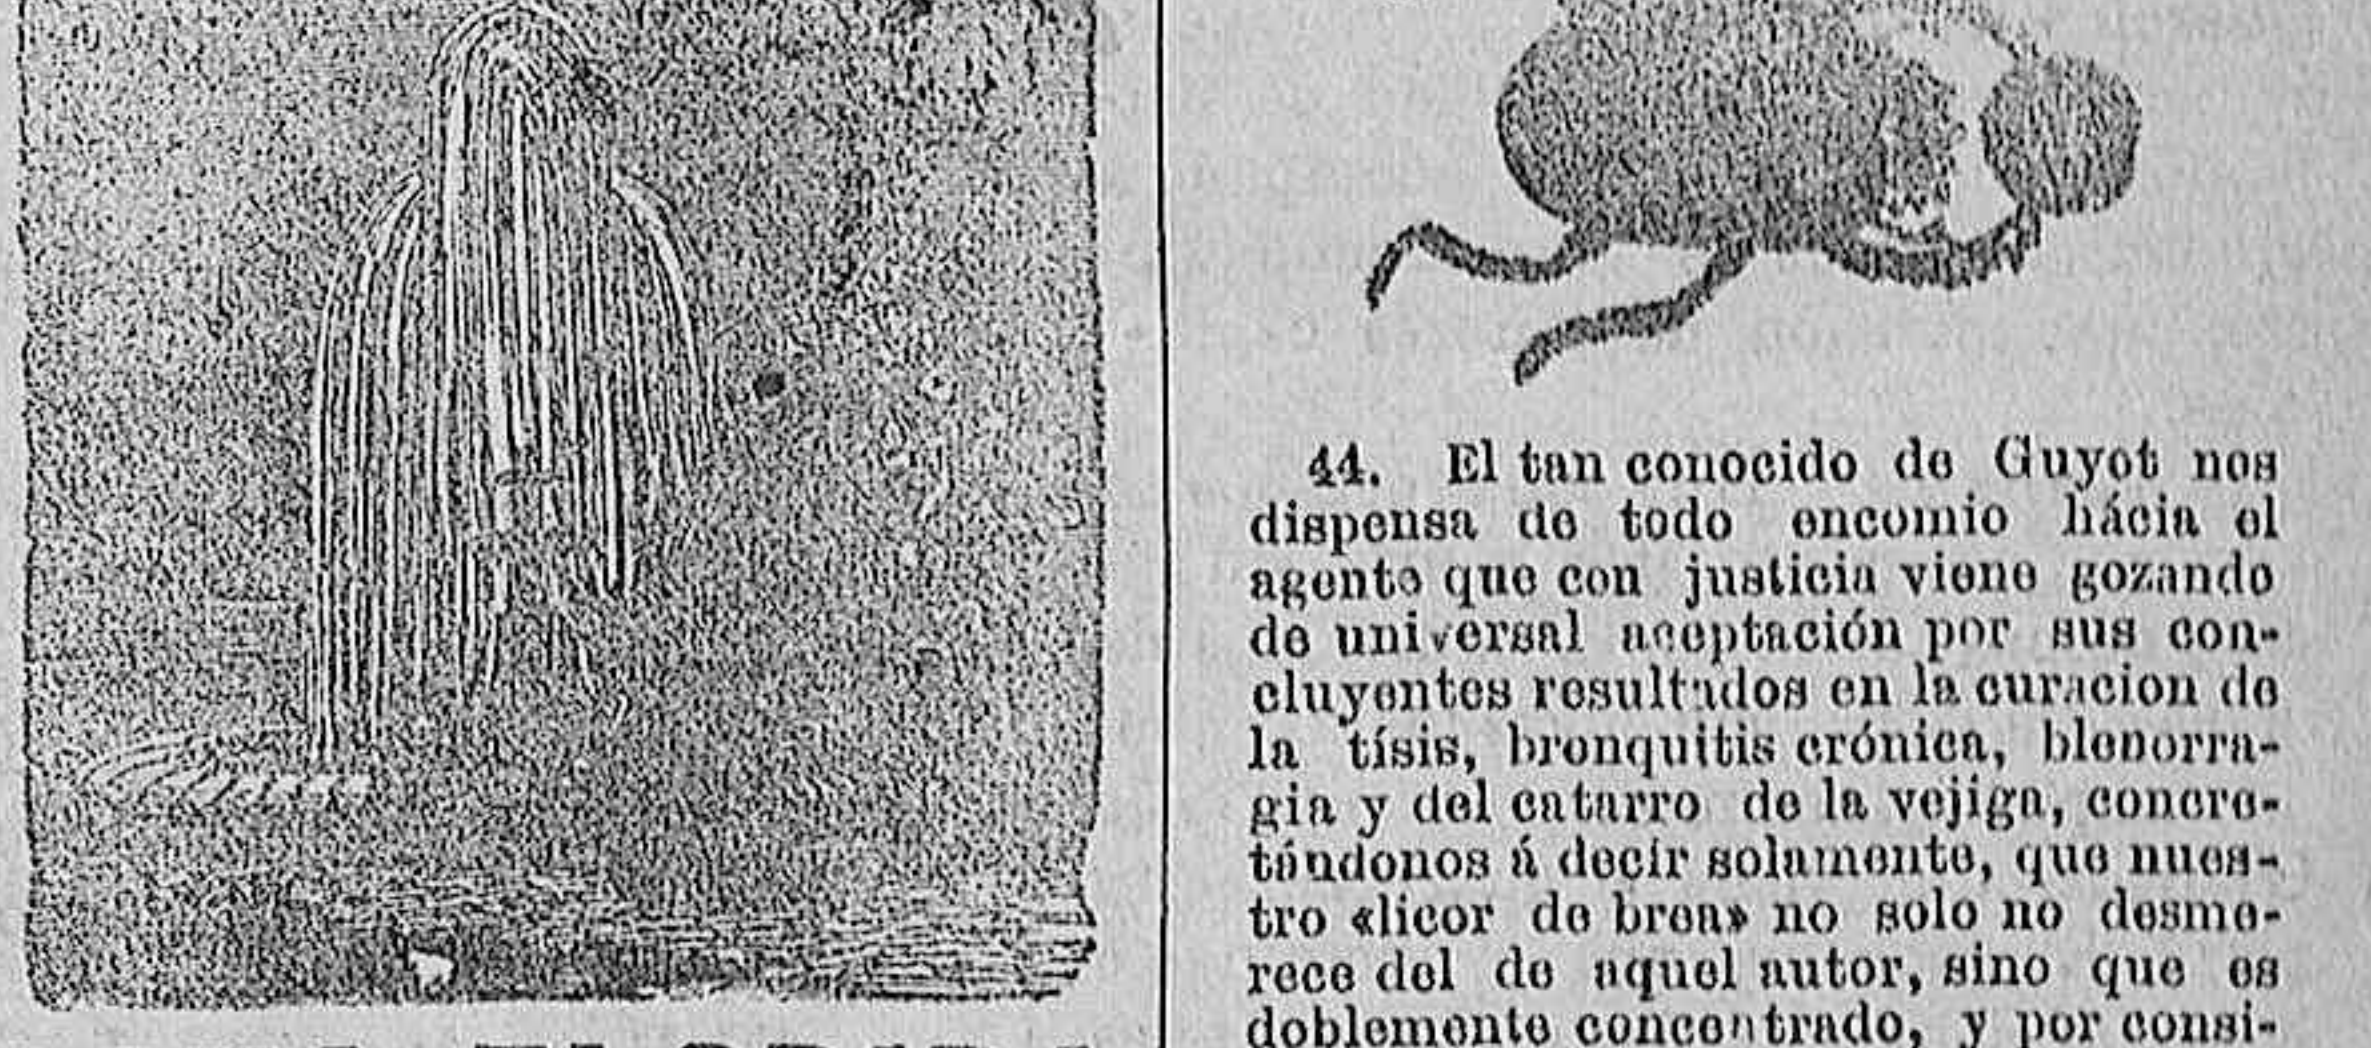 44. El tan conocido de Guyot nos
dispensa de todo encomio hácia el
agente que con justicia viene gozando
de universal aceptación por sus con-
cluyentes resultados en la curacion de
la tísis, bronquitis crónica, blenorra-
gia y del catarro de la vejiga, concre-
tándonos á decir solamente, que nues-
tro «licor de brea» no solo no desme-
rece del de aquel autor, sino que es
doblemente concentrado, y por consi-